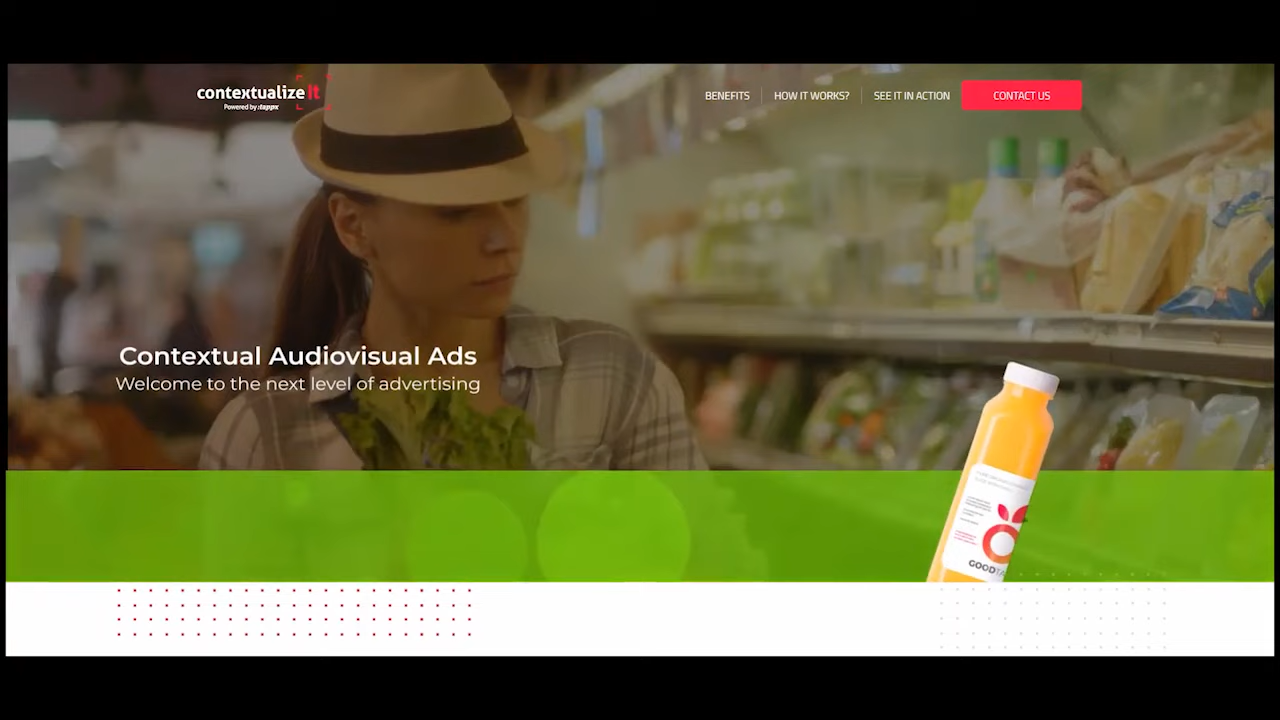 contextualize it
Powered by :tappx
BENEFITS
HOW IT WORKS?
SEE IT IN ACTION
CONTACT US
Contextual Audiovisual Ads
Welcome to the next level of advertising
GOOD